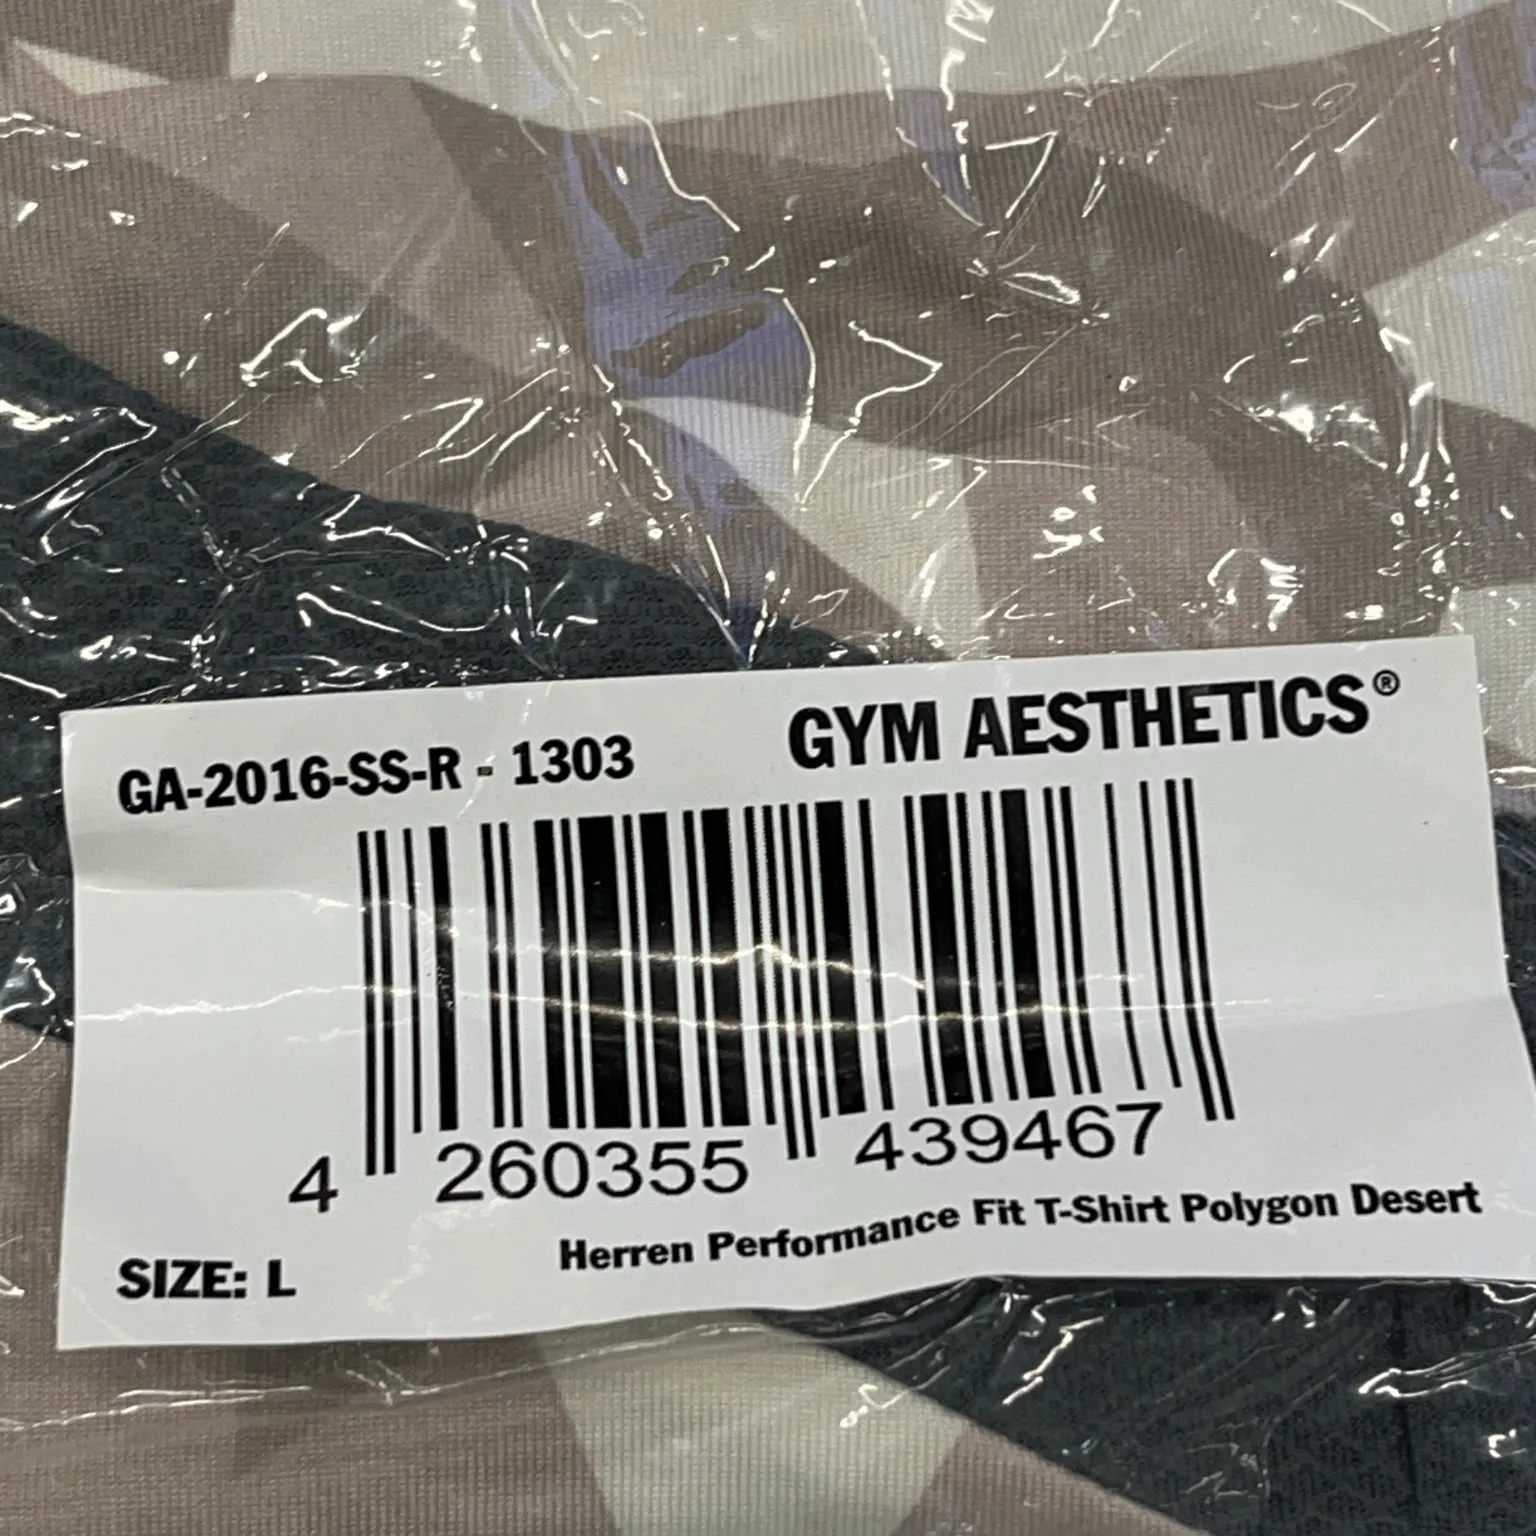 GA-2016-SS-R - 1303
GYM AESTHETICS®
4 260355 439467
Herren Performance Fit T-Shirt Polygon Desert
SIZE: L